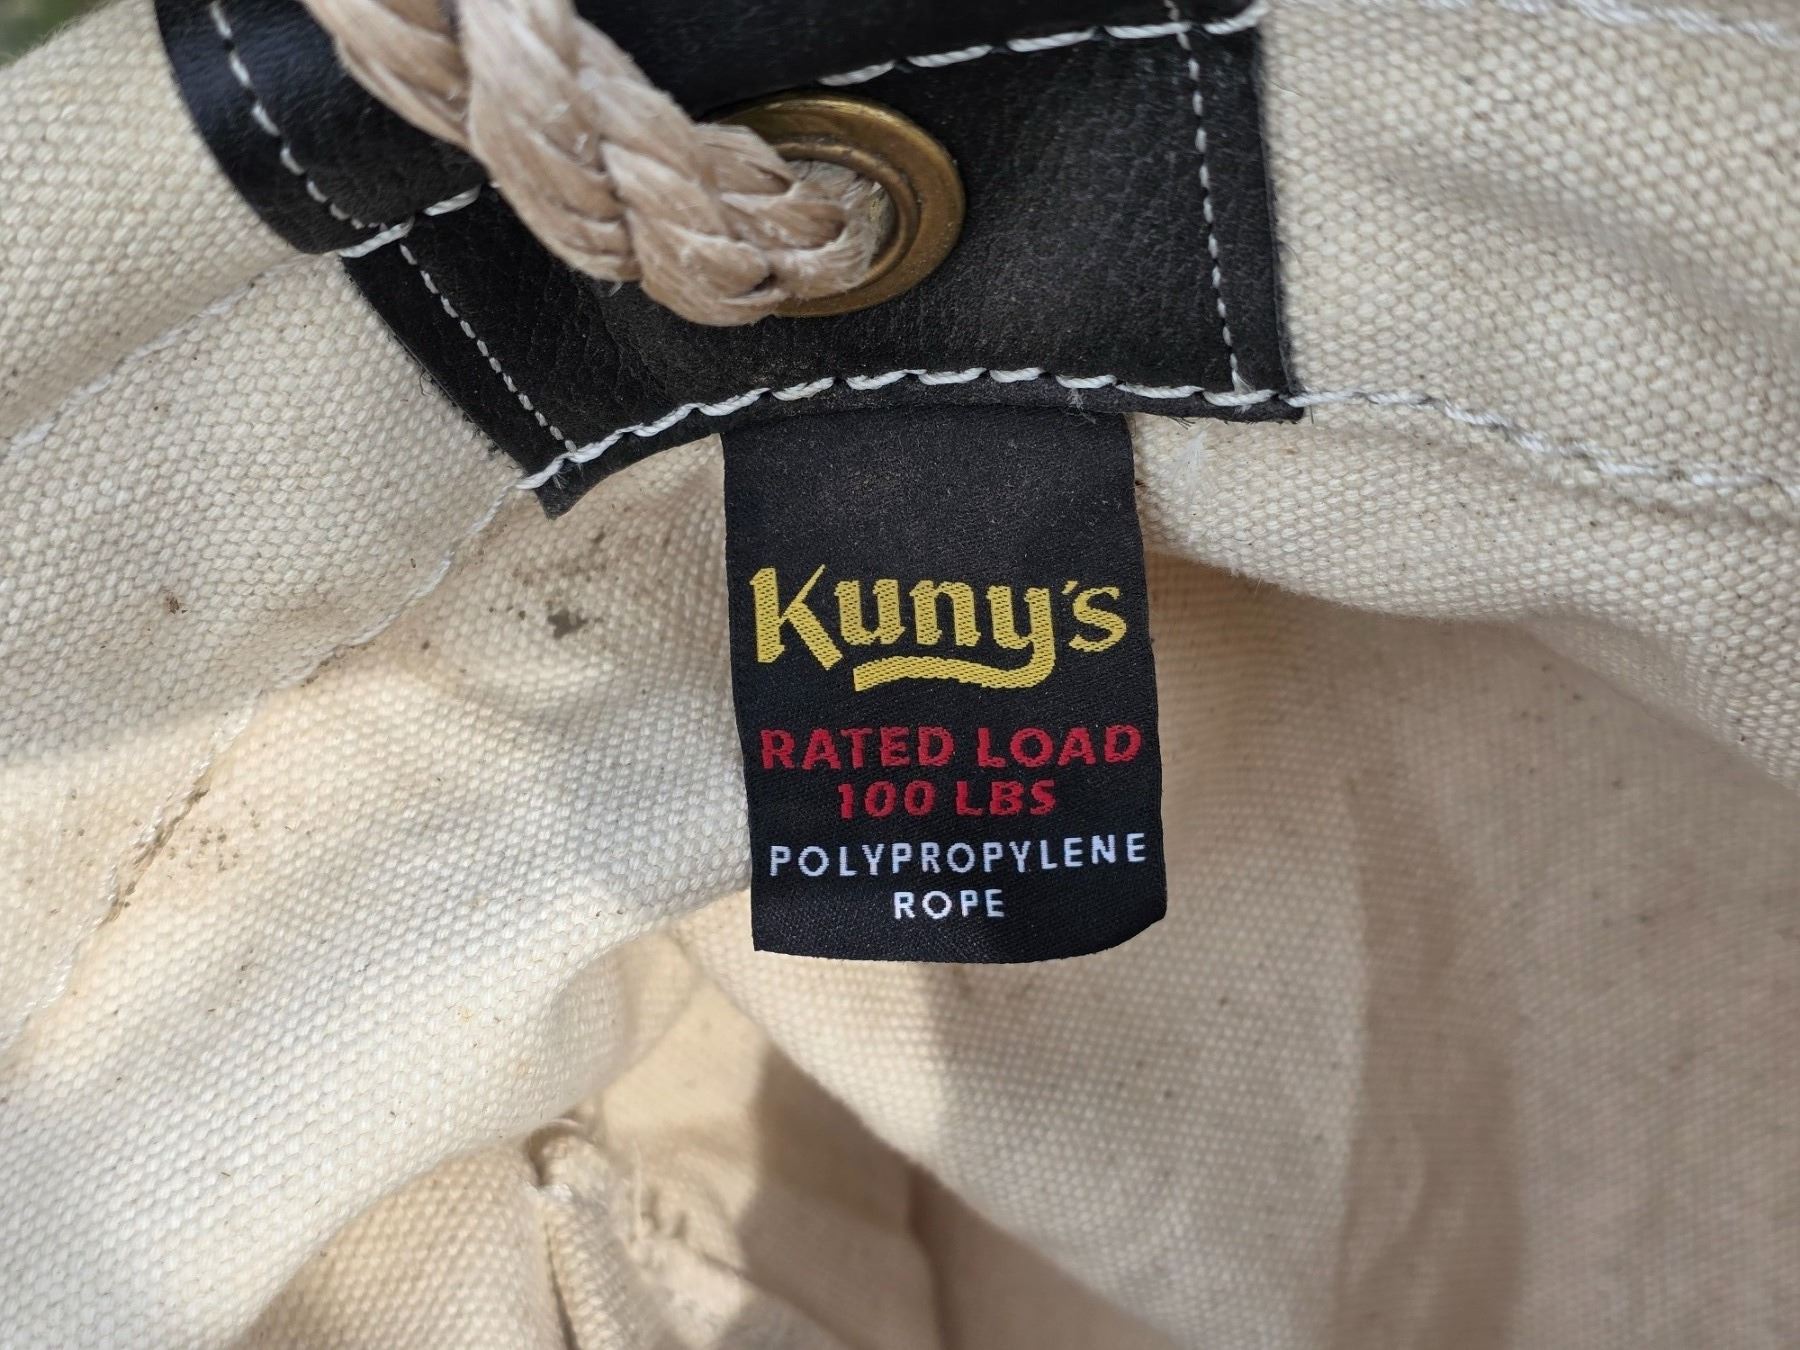 Kuny's
RATED LOAD
100 LBS
POLYPROPYLENE
ROPE